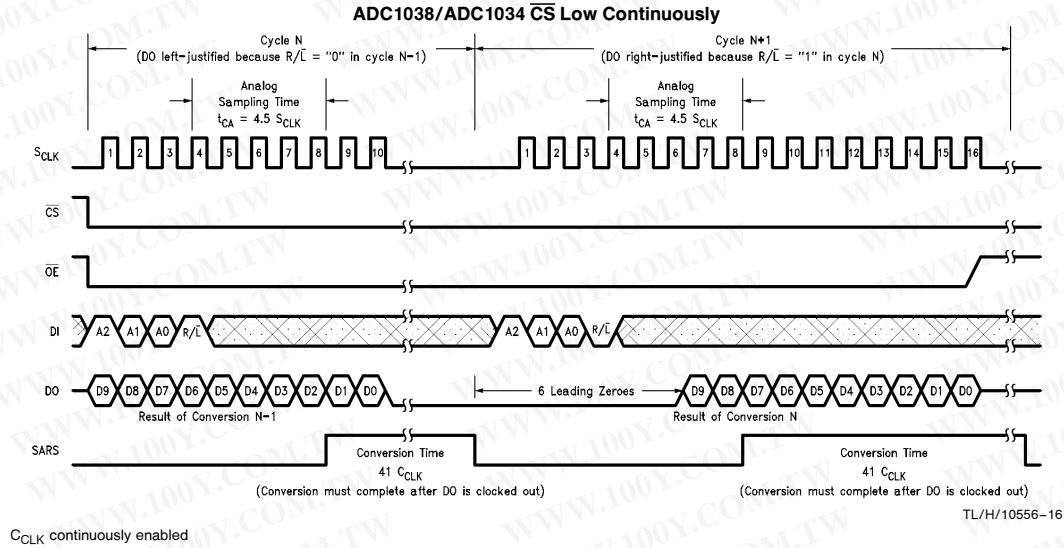 ADC1038/ADC1034 CS Low Continuously
Cycle N
(DO left-justified because R/L = "0" in cycle N-1)
Cycle N+1
(DO right-justified because R/L = "1" in cycle N)
Analog
Sampling Time
tCA = 4.5 SCLK
Analog
Sampling Time
tCA = 4.5 SCLK
SCLK
1 2 3 4 5 6 7 8 9 10
1 2 3 4 5 6 7 8 9 10 11 12 13 14 15 16
CS
OE
DI
A2 A1 A0 R/L
A2 A1 A0 R/L
DO
D9 D8 D7 D6 D5 D4 D3 D2 D1 D0
6 Leading Zeroes
D9 D8 D7 D6 D5 D4 D3 D2 D1 D0
Result of Conversion N-1
Result of Conversion N
SARS
Conversion Time
41 CCLK
(Conversion must complete after DO is clocked out)
Conversion Time
41 CCLK
(Conversion must complete after DO is clocked out)
TL/H/10556–16
CCLK continuously enabled
WWW.100Y.COM.TW